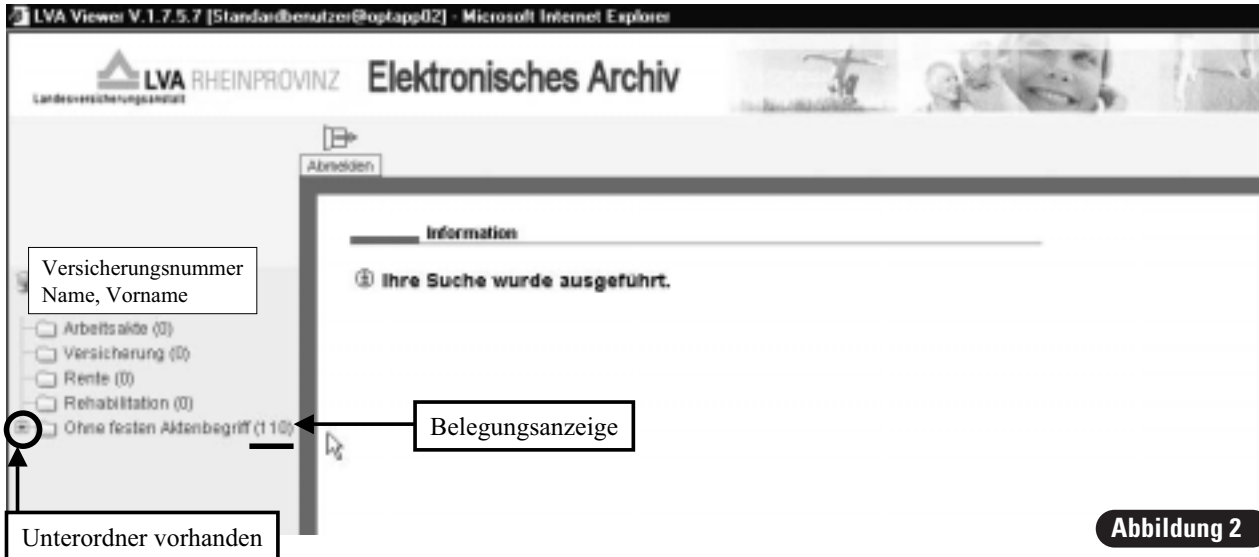 LVA Viewer V.1.7.5.7 [Standardbenutzer@optapp02] - Microsoft Internet Explorer
LVA RHEINPROVINZ
Landesversicherungsanstalt
Elektronisches Archiv
Abmelden
Information
Ihre Suche wurde ausgeführt.
Versicherungsnummer
Name, Vorname
Arbeitsakte (0)
Versicherung (0)
Rente (0)
Rehabilitation (0)
Ohne festen Aktenbegriff (110)
Belegungsanzeige
Unterordner vorhanden
Abbildung 2